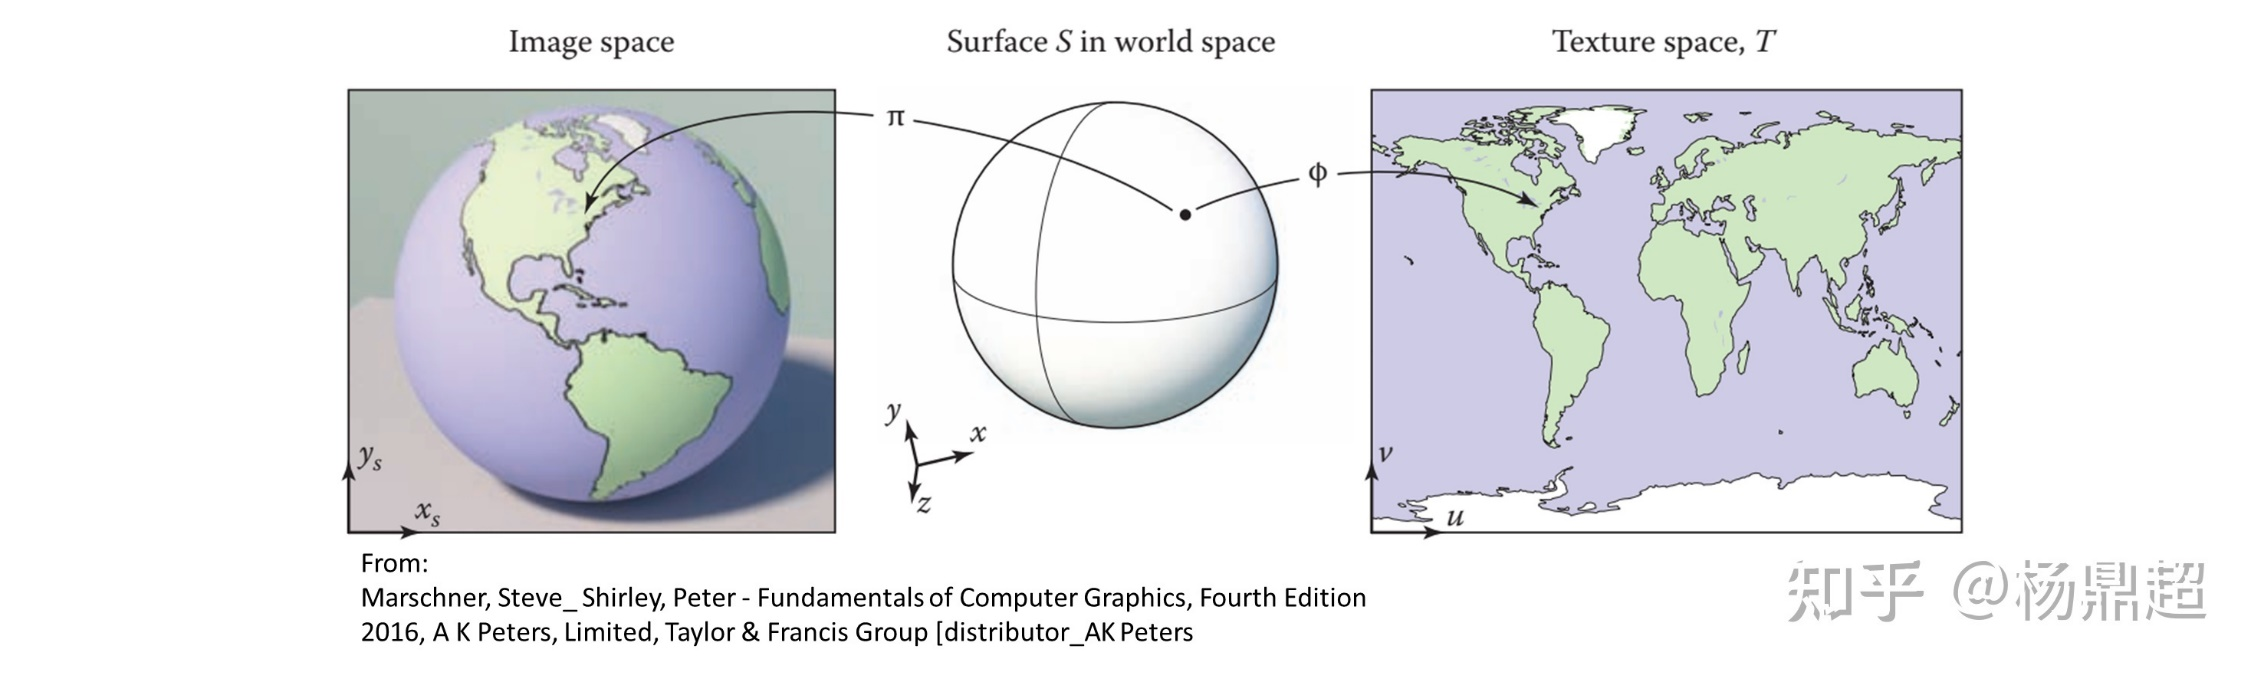 Image space
Surface S in world space
Texture space, T
π
ϕ
y
x
z
yₛ
xₛ
v
u
From:
Marschner, Steve_ Shirley, Peter - Fundamentals of Computer Graphics, Fourth Edition
2016, A K Peters, Limited, Taylor & Francis Group [distributor_AK Peters
知乎 @杨鼎超